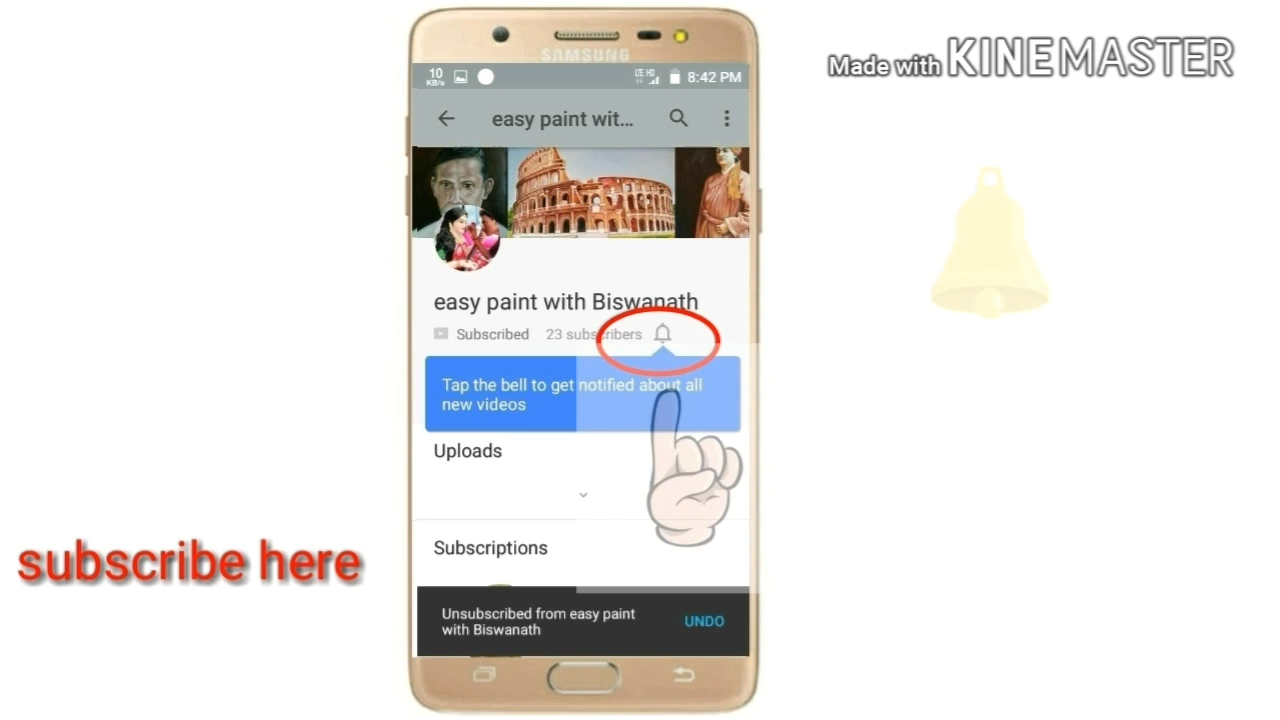 Made with KINEMASTER
SAMSUNG
10
KB/s
LTE HD
8:42 PM
easy paint wit...
easy paint with Biswanath
Subscribed 23 subscribers
Tap the bell to get notified about all
new videos
Uploads
Subscriptions
subscribe here
Unsubscribed from easy paint
with Biswanath
UNDO